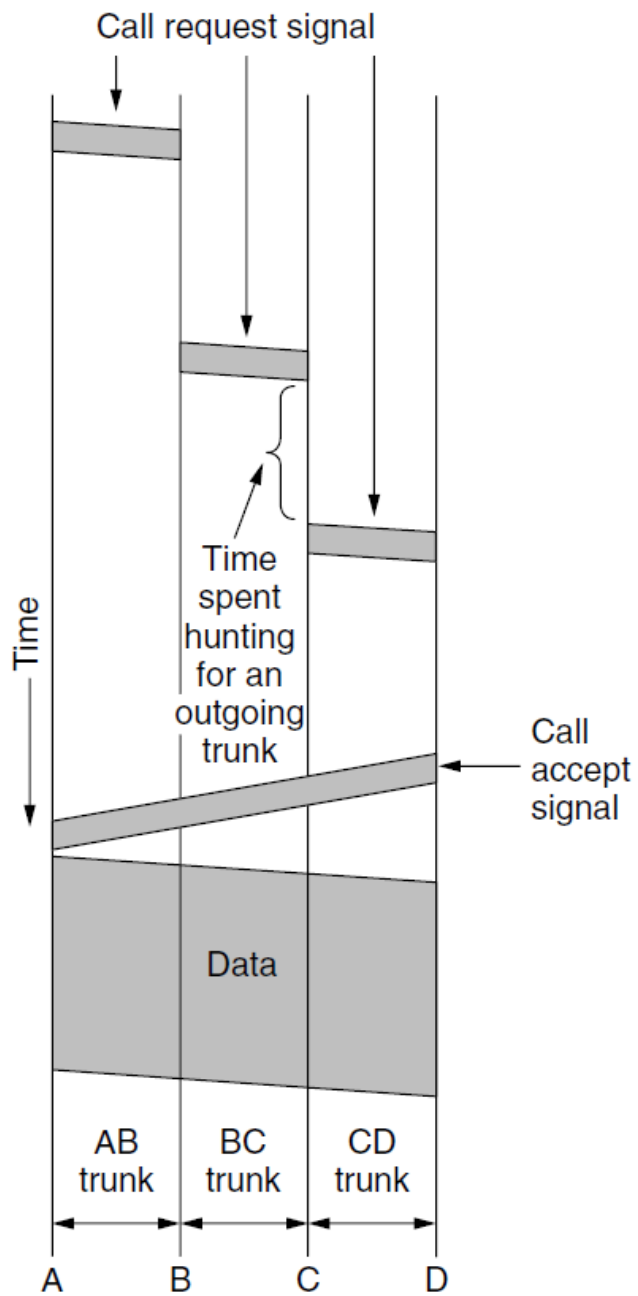 Call request signal
Time
spent
hunting
for an
outgoing
trunk
Time
Call
accept
signal
Data
AB
trunk
BC
trunk
CD
trunk
A
B
C
D